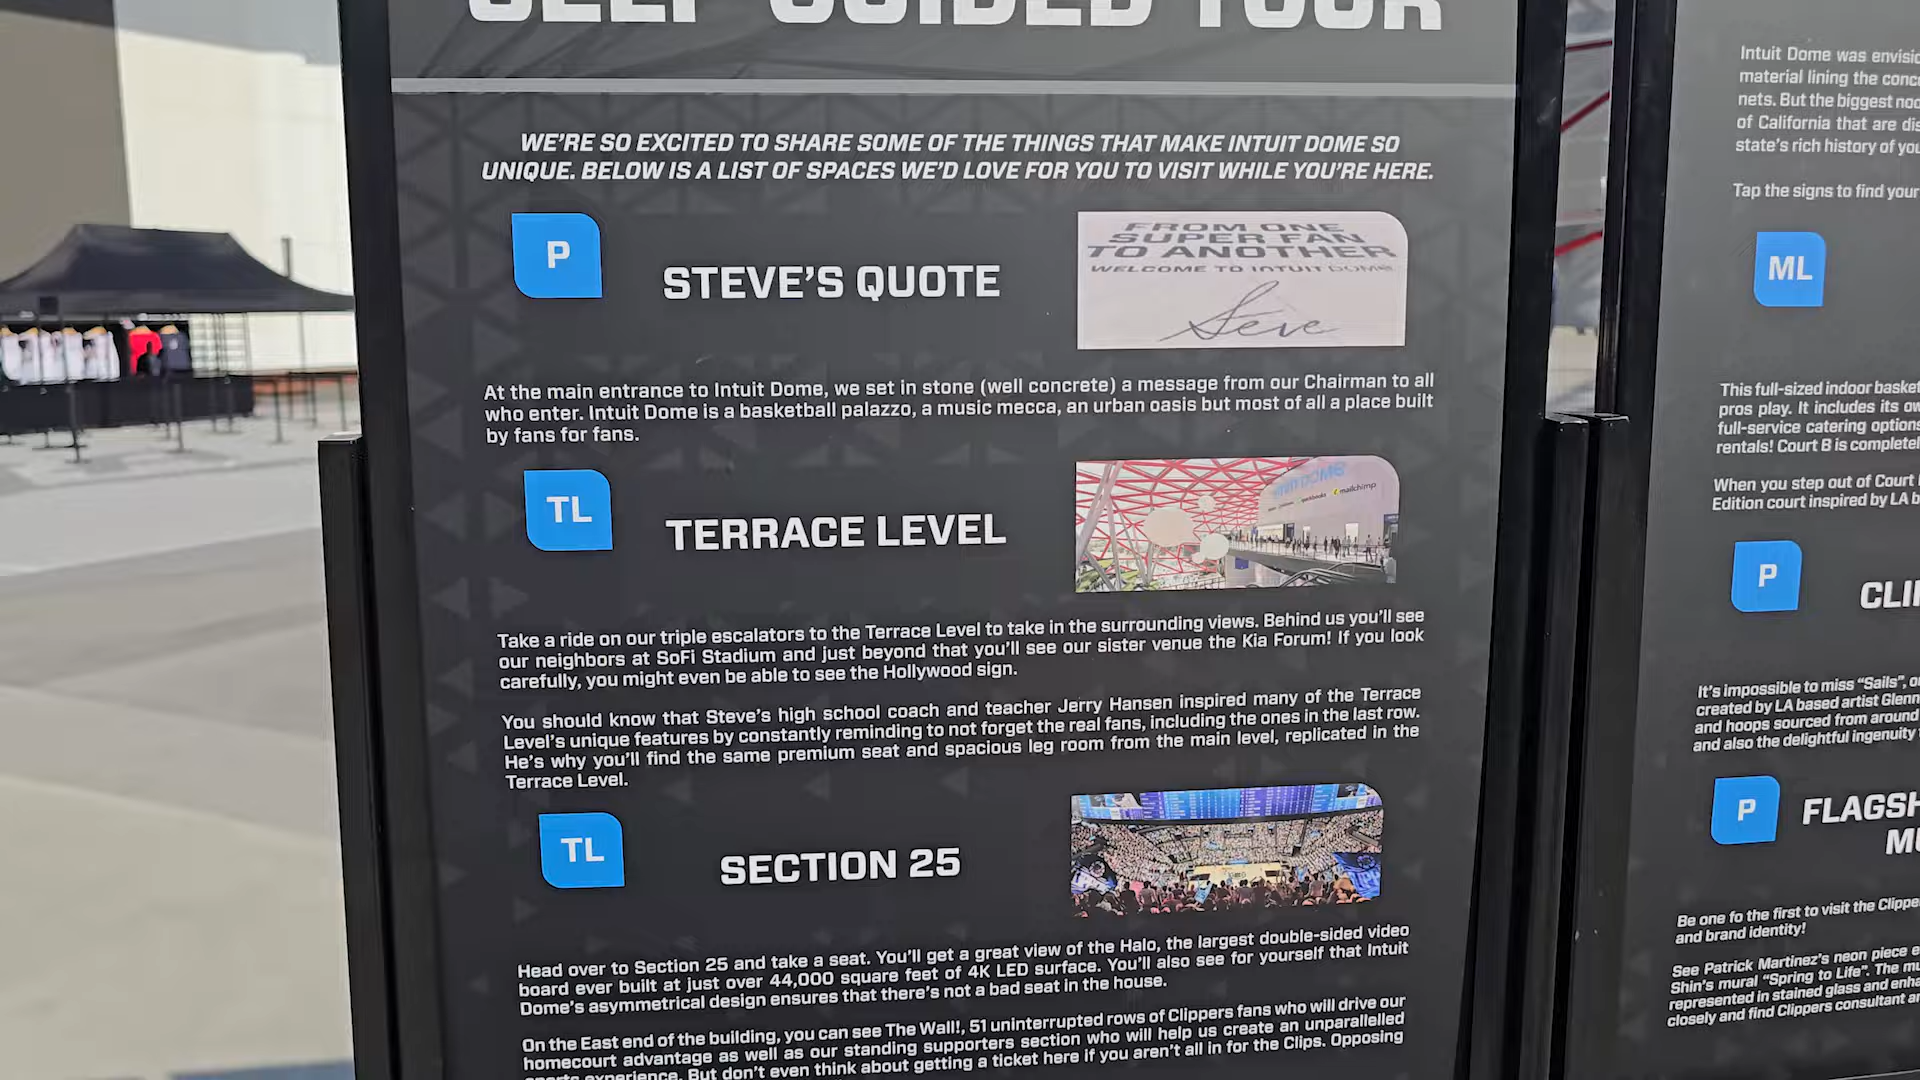 SELF GUIDED TOUR
WE'RE SO EXCITED TO SHARE SOME OF THE THINGS THAT MAKE INTUIT DOME SO
UNIQUE. BELOW IS A LIST OF SPACES WE'D LOVE FOR YOU TO VISIT WHILE YOU'RE HERE.
P
STEVE'S QUOTE
FROM ONE
SUPER FAN
TO ANOTHER
WELCOME TO INTUIT DOME
Steve
At the main entrance to Intuit Dome, we set in stone (well concrete) a message from our Chairman to all
who enter. Intuit Dome is a basketball palazzo, a music mecca, an urban oasis but most of all a place built
by fans for fans.
TL
TERRACE LEVEL
mailchimp
Take a ride on our triple escalators to the Terrace Level to take in the surrounding views. Behind us you'll see
our neighbors at SoFi Stadium and just beyond that you'll see our sister venue the Kia Forum! If you look
carefully, you might even be able to see the Hollywood sign.
You should know that Steve's high school coach and teacher Jerry Hansen inspired many of the Terrace
Level's unique features by constantly reminding to not forget the real fans, including the ones in the last row.
He's why you'll find the same premium seat and spacious leg room from the main level, replicated in the
Terrace Level.
TL
SECTION 25
Head over to Section 25 and take a seat. You'll get a great view of the Halo, the largest double-sided video
board ever built at just over 44,000 square feet of 4K LED surface. You'll also see for yourself that Intuit
Dome's asymmetrical design ensures that there's not a bad seat in the house.
On the East end of the building, you can see The Wall!, 51 uninterrupted rows of Clippers fans who will drive our
homecourt advantage as well as our standing supporters section who will help us create an unparalleled
sports experience. But don't even think about getting a ticket here if you aren't all in for the Clips. Opposing
Intuit Dome was envisio
material lining the conc
nets. But the biggest nod
of California that are dis
state's rich history of you
Tap the signs to find your
ML
This full-sized indoor basket
pros play. It includes its ow
full-service catering options
rentals! Court B is complete
When you step out of Court
Edition court inspired by LA b
P
CLI
It's impossible to miss "Sails", o
created by LA based artist Glenn
and hoops sourced from around
and also the delightful ingenuity
P
FLAGSH
MU
Be one fo the first to visit the Clippe
and brand identity!
See Patrick Martinez's neon piece e
Shin's mural "Spring to Life". The mu
represented in stained glass and enha
closely and find Clippers consultant a